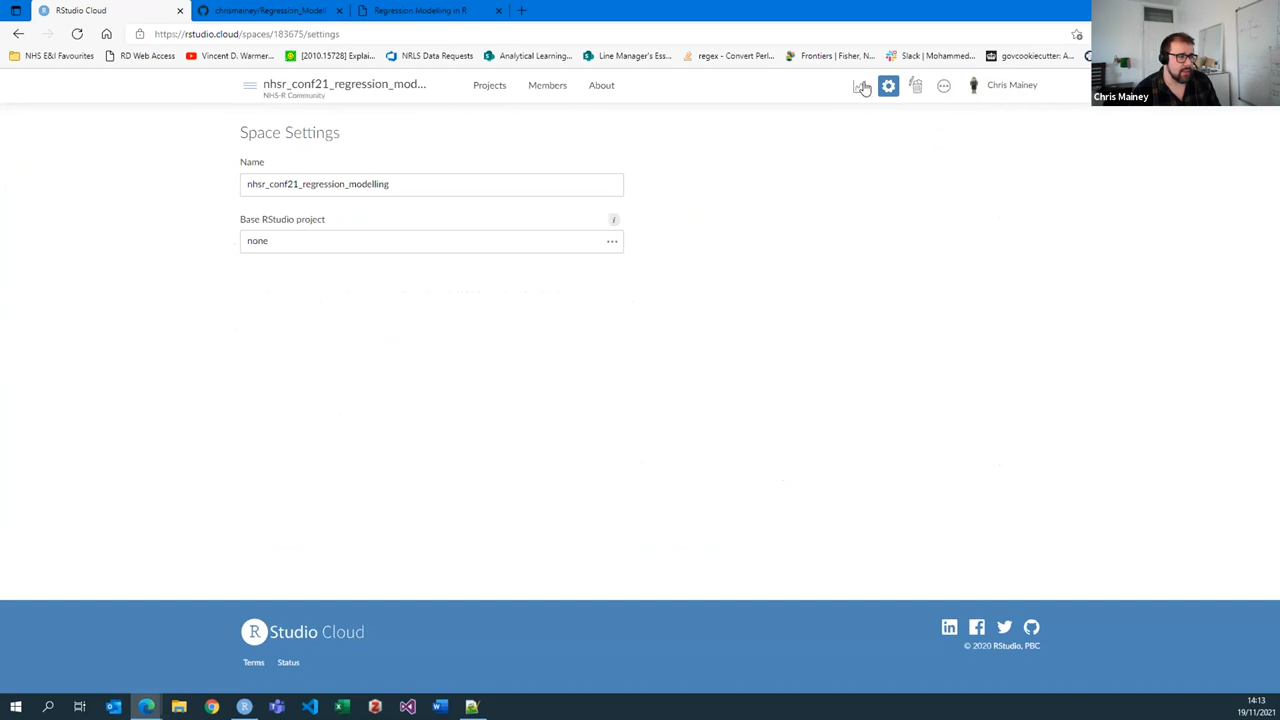 RStudio Cloud
chrismainey/Regression_Modell
Regression Modelling in R
https://rstudio.cloud/spaces/183675/settings
NHS E&I Favourites
RD Web Access
Vincent D. Warmer...
[2010.15728] Explai...
NRLS Data Requests
Analytical Learning...
Line Manager's Ess...
regex - Convert Perl...
Frontiers | Fisher, N...
Slack | Mohammed...
govcookiecutter: A...
nhsr_conf21_regression_mod...
NHS-R Community
Projects
Members
About
Chris Mainey
Chris Mainey
Space Settings
Name
nhsr_conf21_regression_modelling
Base RStudio project
i
none
R Studio Cloud
Terms
Status
© 2020 RStudio, PBC
14:13
19/11/2021